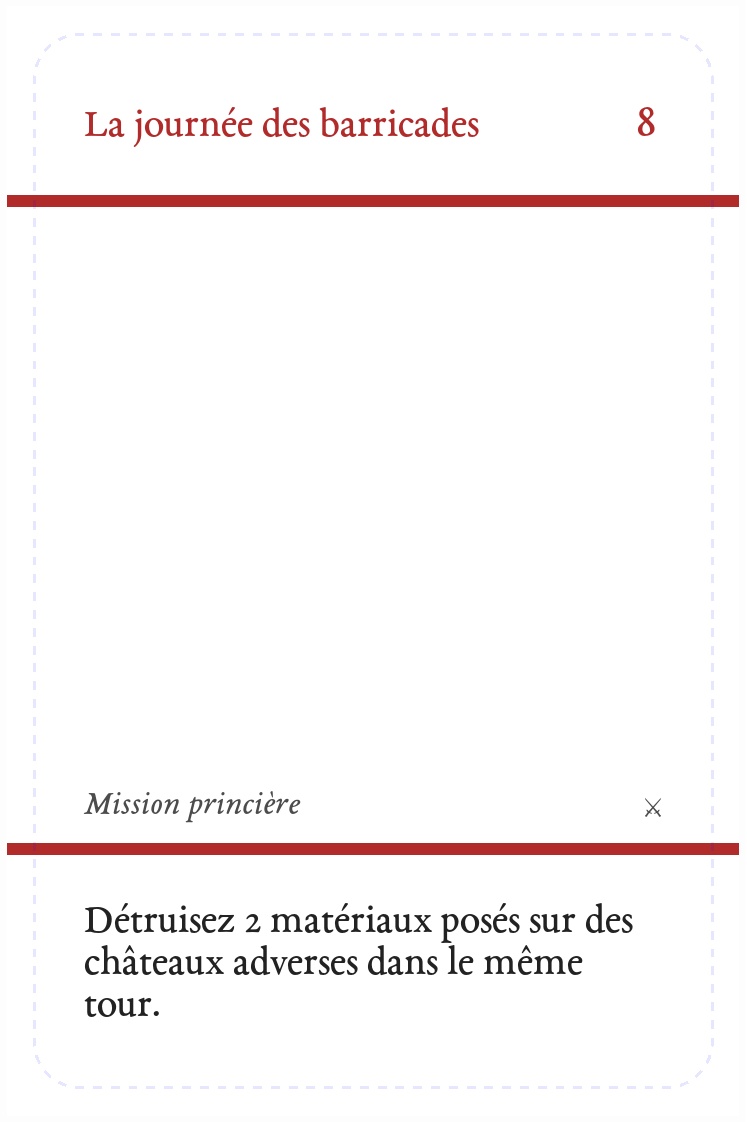 La journée des barricades 8
Mission princière ⚔
Détruisez 2 matériaux posés sur des
châteaux adverses dans le même
tour.